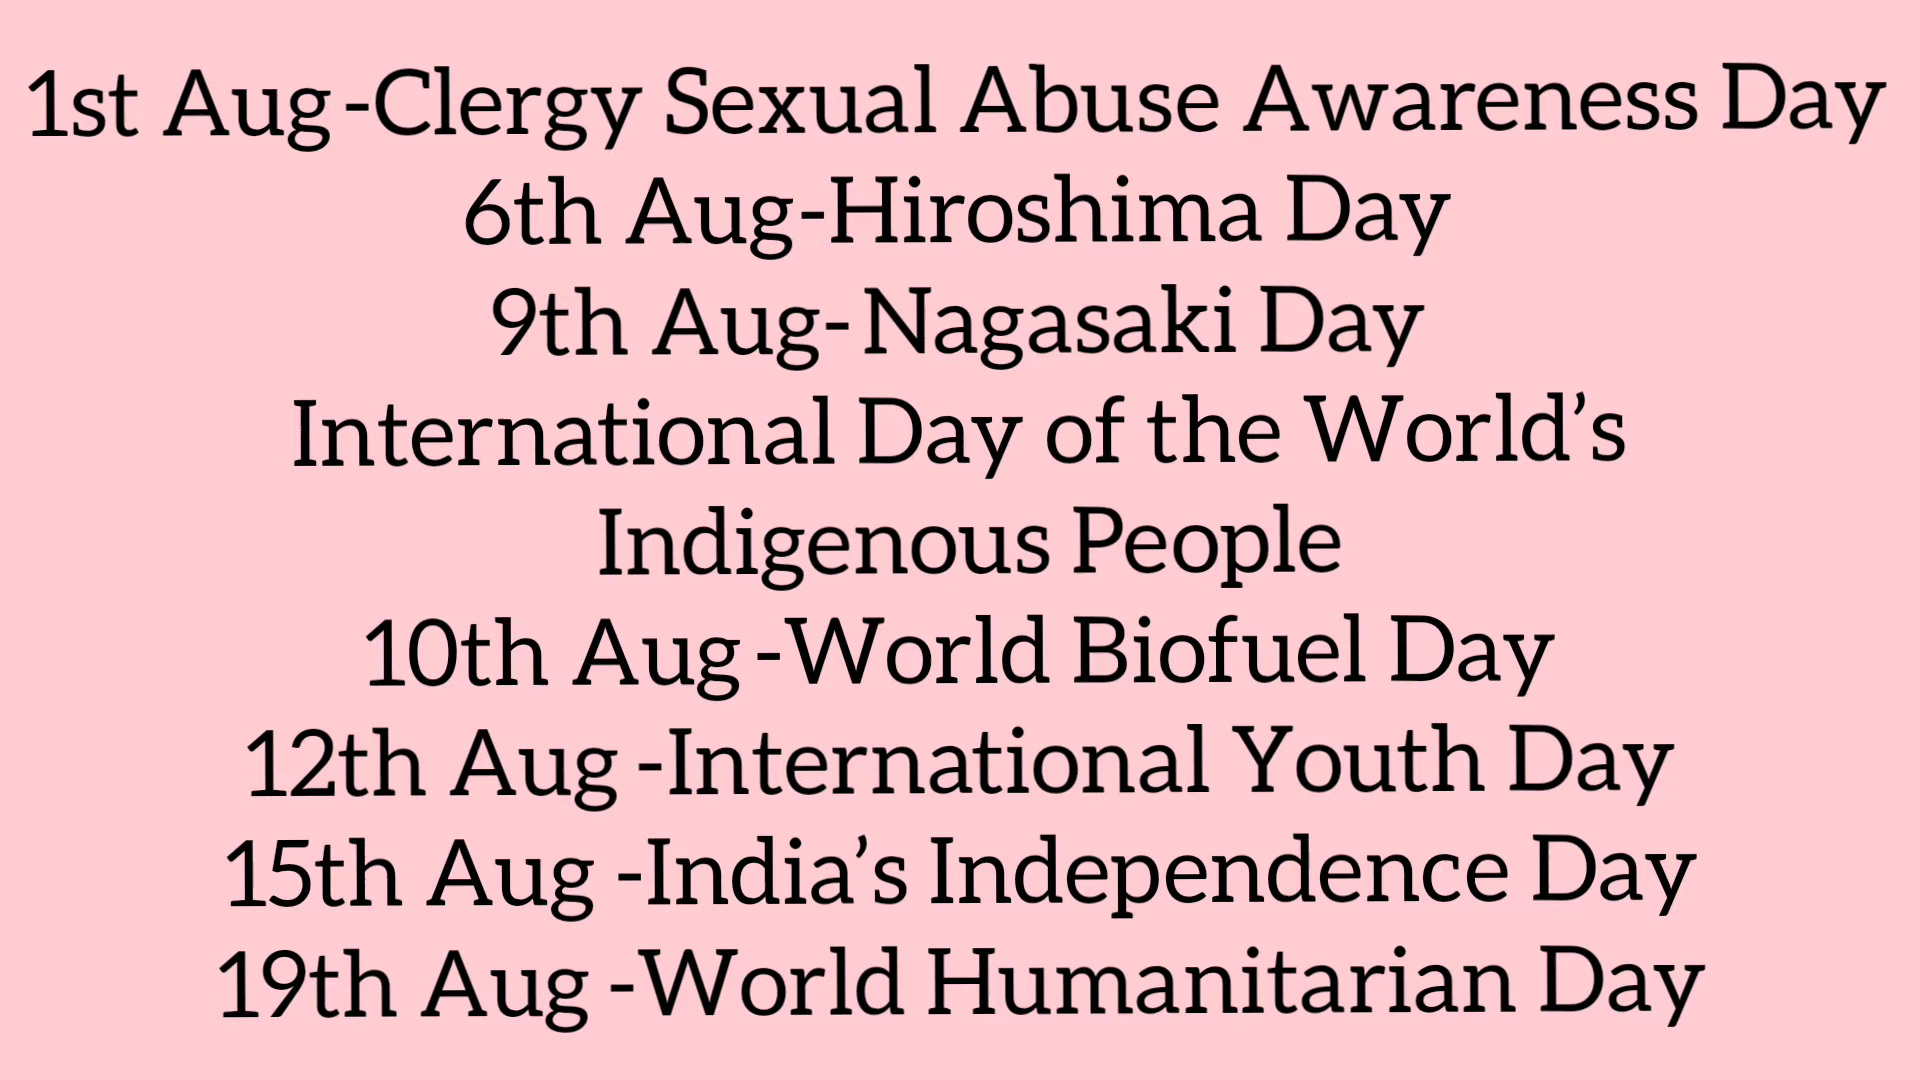 1st Aug-Clergy Sexual Abuse Awareness Day
6th Aug-Hiroshima Day
9th Aug-Nagasaki Day
International Day of the World’s
Indigenous People
10th Aug-World Biofuel Day
12th Aug-International Youth Day
15th Aug-India’s Independence Day
19th Aug-World Humanitarian Day